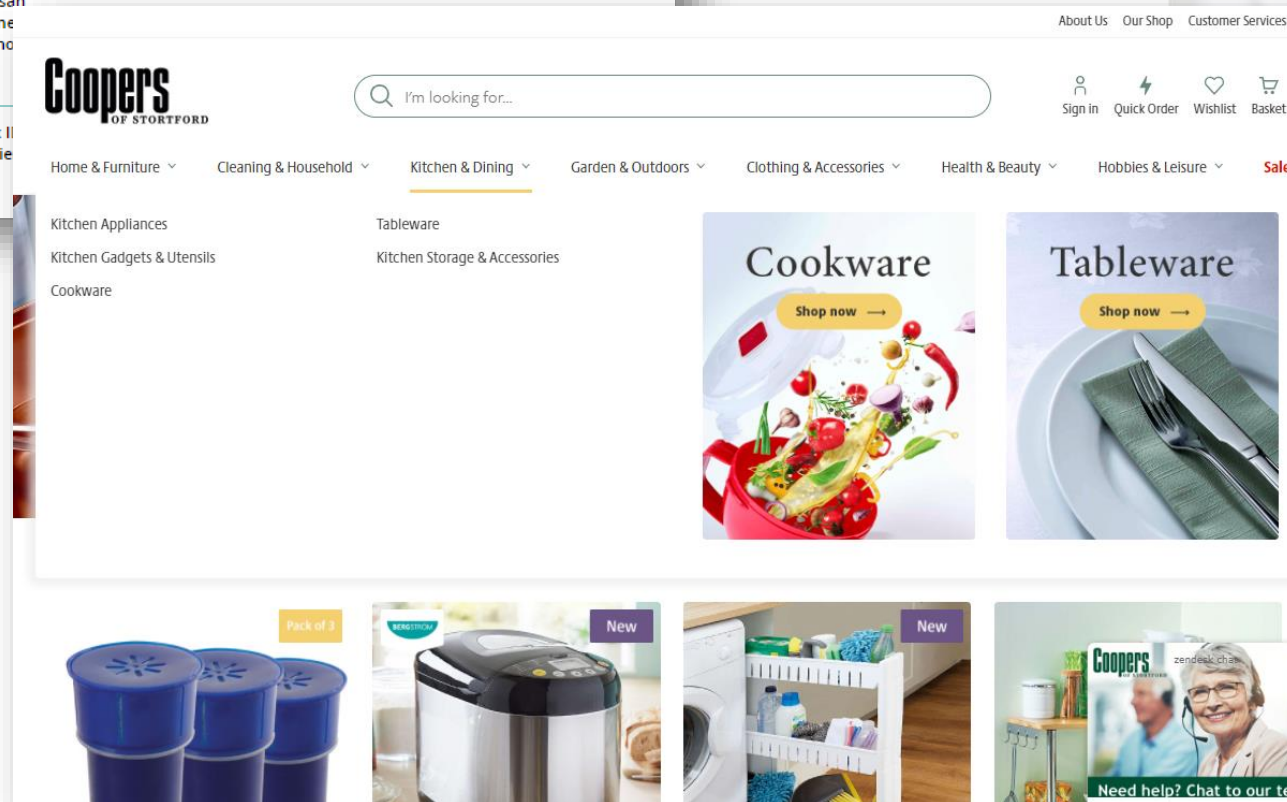 About Us Our Shop Customer Services
Coopers
OF STORTFORD
I'm looking for...
Sign in Quick Order Wishlist Basket
Home & Furniture Cleaning & Household Kitchen & Dining Garden & Outdoors Clothing & Accessories Health & Beauty Hobbies & Leisure Sale
Kitchen Appliances Tableware
Kitchen Gadgets & Utensils Kitchen Storage & Accessories
Cookware
Cookware
Shop now
Tableware
Shop now
Pack of 3
BERGSTROM
New
New
Coopers
OF STORTFORD
zendesk chat
Need help? Chat to our